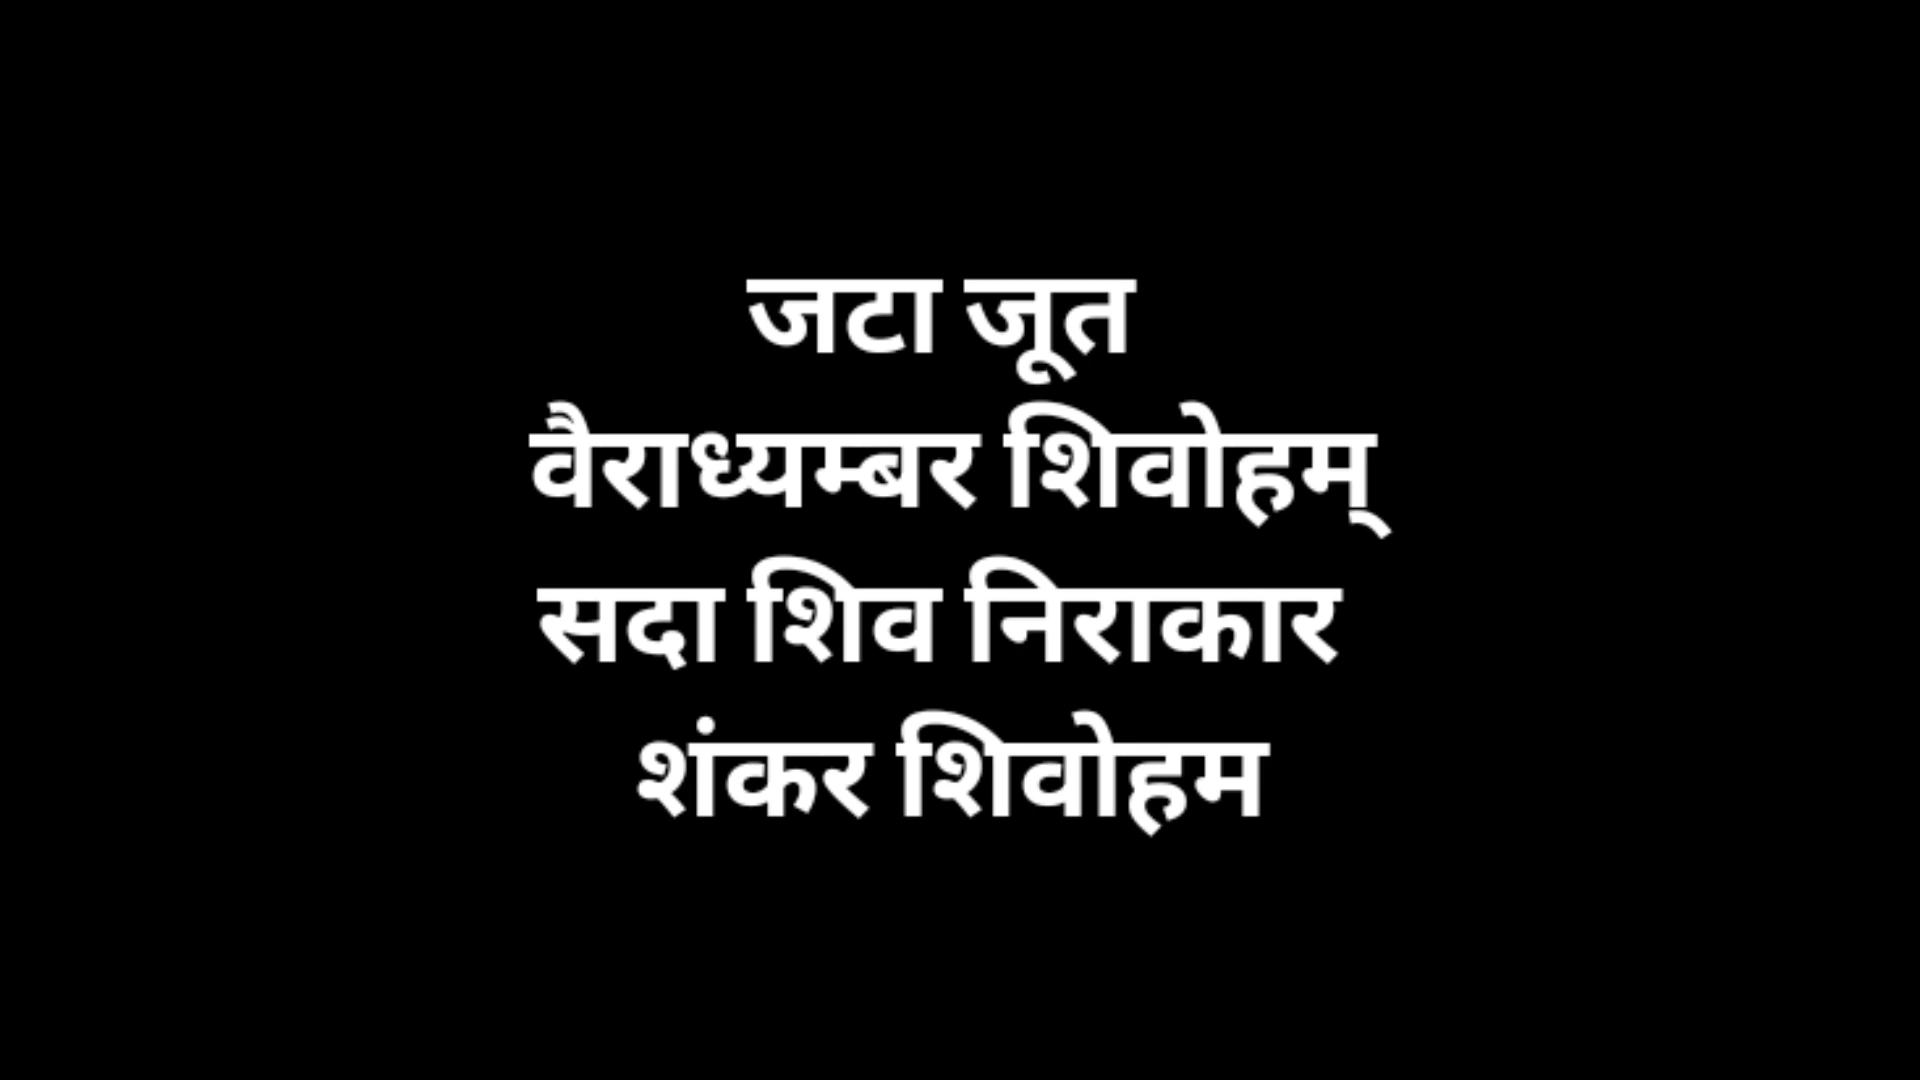 जटा जूत
वैराध्यम्बर शिवोहम्
सदा शिव निराकार
शंकर शिवोहम